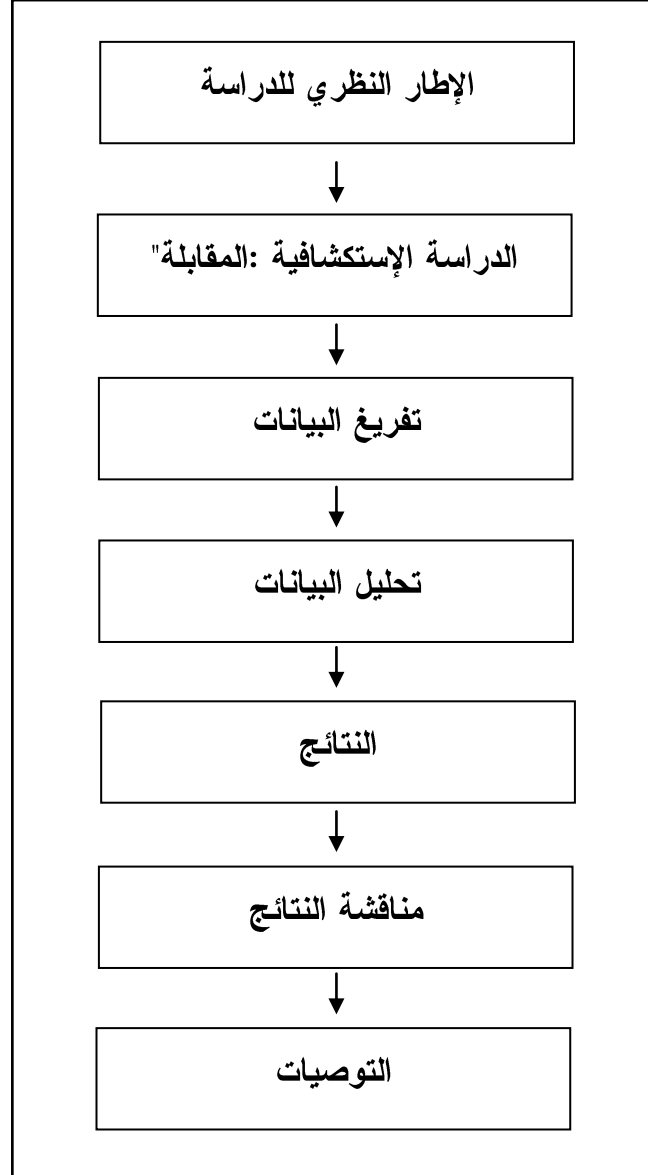 الإطار النظري للدراسة
الدراسة الإستكشافية :المقابلة"
تفريغ البيانات
تحليل البيانات
النتائج
مناقشة النتائج
التوصيات